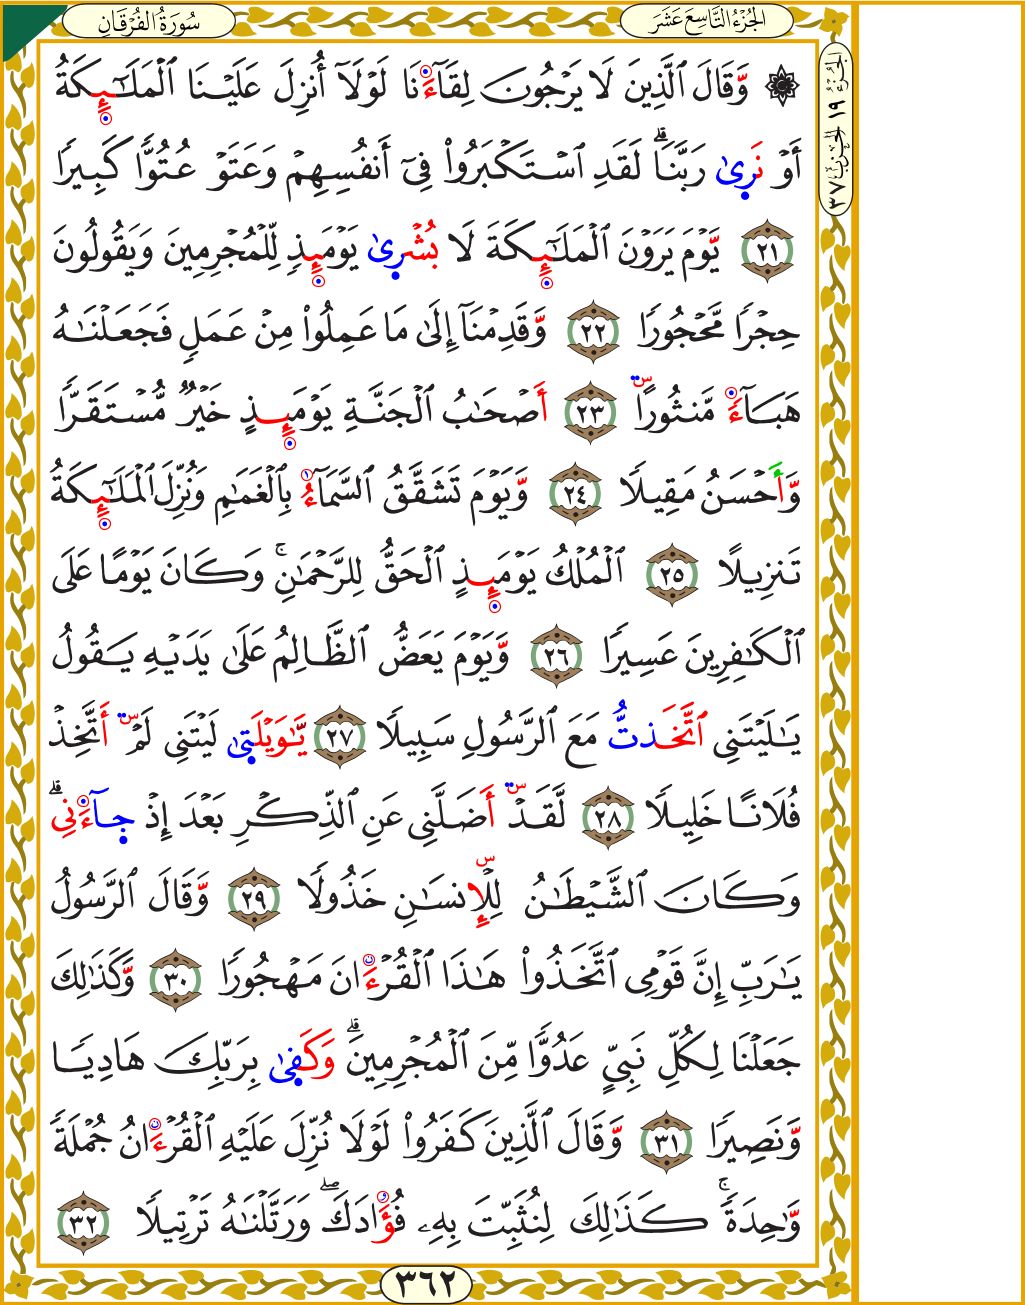 سُورَةُ الفُرْقَانِ
الجُزْءُ التَّاسِعَ عَشَرَ
الجُزْءُ ١٩ الحِزْبُ ٣٧
۞ وَّقَالَ ٱلَّذِينَ لَا يَرۡجُونَ لِقَآءَنَا لَوۡلَآ أُنزِلَ عَلَيۡنَا ٱلۡمَلَـٰٓئِكَةُ
أَوۡ نَرِىٰ رَبَّنَاۗ لَقَدِ ٱسۡتَكۡبَرُواْ فِيٓ أَنفُسِهِمۡ وَعَتَوۡ عُتُوّٗا كَبِيرٗا
٢١ يَّوۡمَ يَرَوۡنَ ٱلۡمَلَـٰٓئِكَةَ لَا بُشۡرِىٰ يَوۡمَئِذٖ لِّلۡمُجۡرِمِينَ وَيَقُولُونَ
حِجۡرٗا مَّحۡجُورٗا ٢٢ وَّقَدِمۡنَآ إِلَىٰ مَا عَمِلُواْ مِنۡ عَمَلٖ فَجَعَلۡنَـٰهُ
هَبَآءٗ مَّنثُورًا ٢٣ أَصۡحَـٰبُ ٱلۡجَنَّةِ يَوۡمَئِذٍ خَيۡرٞ مُّسۡتَقَرّٗا
وَّأَحۡسَنُ مَقِيلٗا ٢٤ وَّيَوۡمَ تَشَقَّقُ ٱلسَّمَآءُ بِٱلۡغَمَـٰمِ وَنُزِّلَ ٱلۡمَلَـٰٓئِكَةُ
تَنزِيلًا ٢٥ ٱلۡمُلۡكُ يَوۡمَئِذٍ ٱلۡحَقُّ لِلرَّحۡمَـٰنِۚ وَكَانَ يَوۡمًا عَلَى
ٱلۡكَـٰفِرِينَ عَسِيرٗا ٢٦ وَّيَوۡمَ يَعَضُّ ٱلظَّالِمُ عَلَىٰ يَدَيۡهِ يَقُولُ
يَـٰلَيۡتَنِي ٱتَّخَذتُّ مَعَ ٱلرَّسُولِ سَبِيلٗا ٢٧ يَّـٰوَيۡلَتِىٰ لَيۡتَنِي لَمۡ أَتَّخِذۡ
فُلَانًا خَلِيلٗا ٢٨ لَّقَدۡ أَضَلَّنِي عَنِ ٱلذِّكۡرِ بَعۡدَ إِذۡ جِآءَنِيۗ
وَكَانَ ٱلشَّيۡطَـٰنُ لِلۡإِنسَـٰنِ خَذُولٗا ٢٩ وَّقَالَ ٱلرَّسُولُ
يَـٰرَبِّ إِنَّ قَوۡمِي ٱتَّخَذُواْ هَـٰذَا ٱلۡقُرۡءَانَ مَهۡجُورٗا ٣٠ وَّكَذَٰلِكَ
جَعَلۡنَا لِكُلِّ نَبِيٍّ عَدُوّٗا مِّنَ ٱلۡمُجۡرِمِينَۗ وَكَفِىٰ بِرَبِّكَ هَادِيٗا
وَّنَصِيرٗا ٣١ وَّقَالَ ٱلَّذِينَ كَفَرُواْ لَوۡلَا نُزِّلَ عَلَيۡهِ ٱلۡقُرۡءَانُ جُمۡلَةٗ
وَّٰحِدَةٗۚ كَذَٰلِكَ لِنُثَبِّتَ بِهِۦ فُؤَادَكَۖ وَرَتَّلۡنَـٰهُ تَرۡتِيلٗا ٣٢
٣٦٢